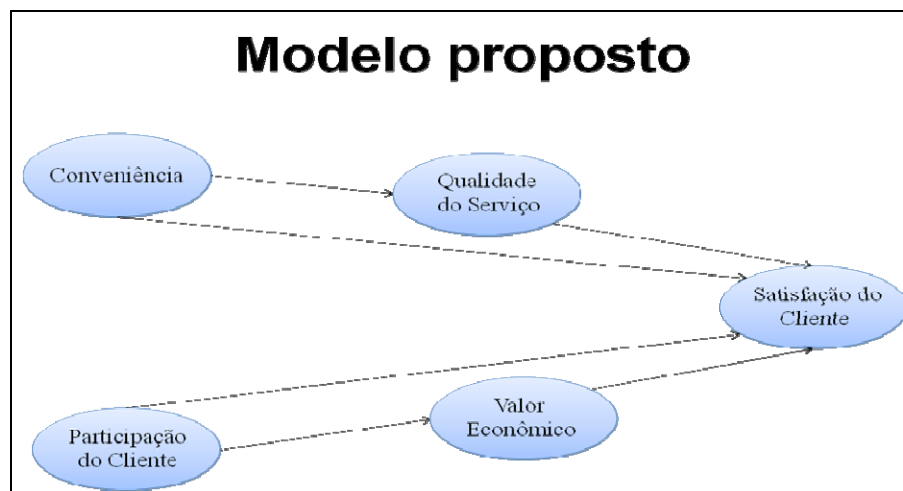 Modelo proposto
Conveniência
Qualidade
do Serviço
Satisfação do
Cliente
Valor
Econômico
Participação
do Cliente